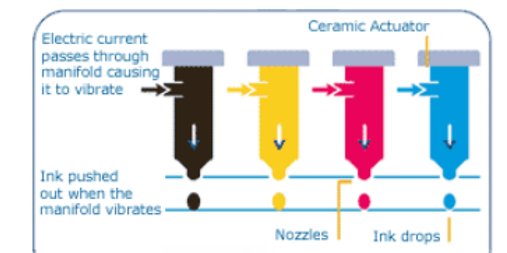 Ceramic Actuator
Electric current
passes through
manifold causing
it to vibrate
Ink pushed
out when the
manifold vibrates
Nozzles
Ink drops